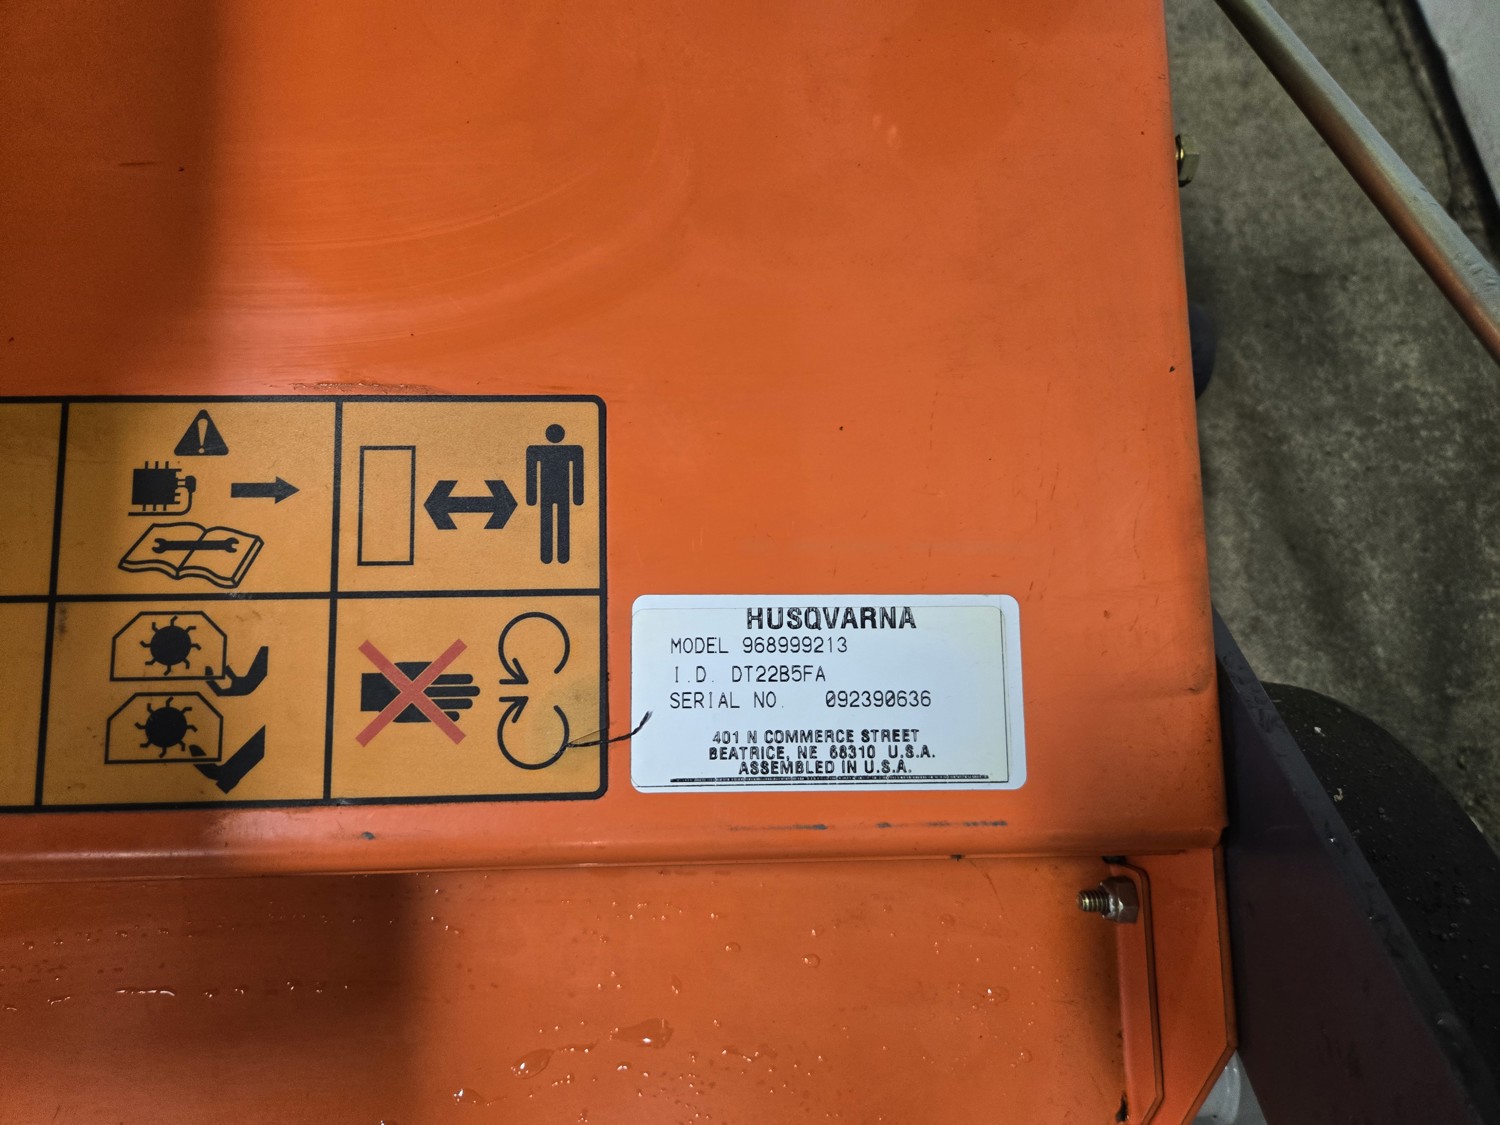 HUSQVARNA
MODEL 968999213
I.D. DT22B5FA
SERIAL NO. 092390636
401 N COMMERCE STREET
BEATRICE, NE 68310 U.S.A.
ASSEMBLED IN U.S.A.